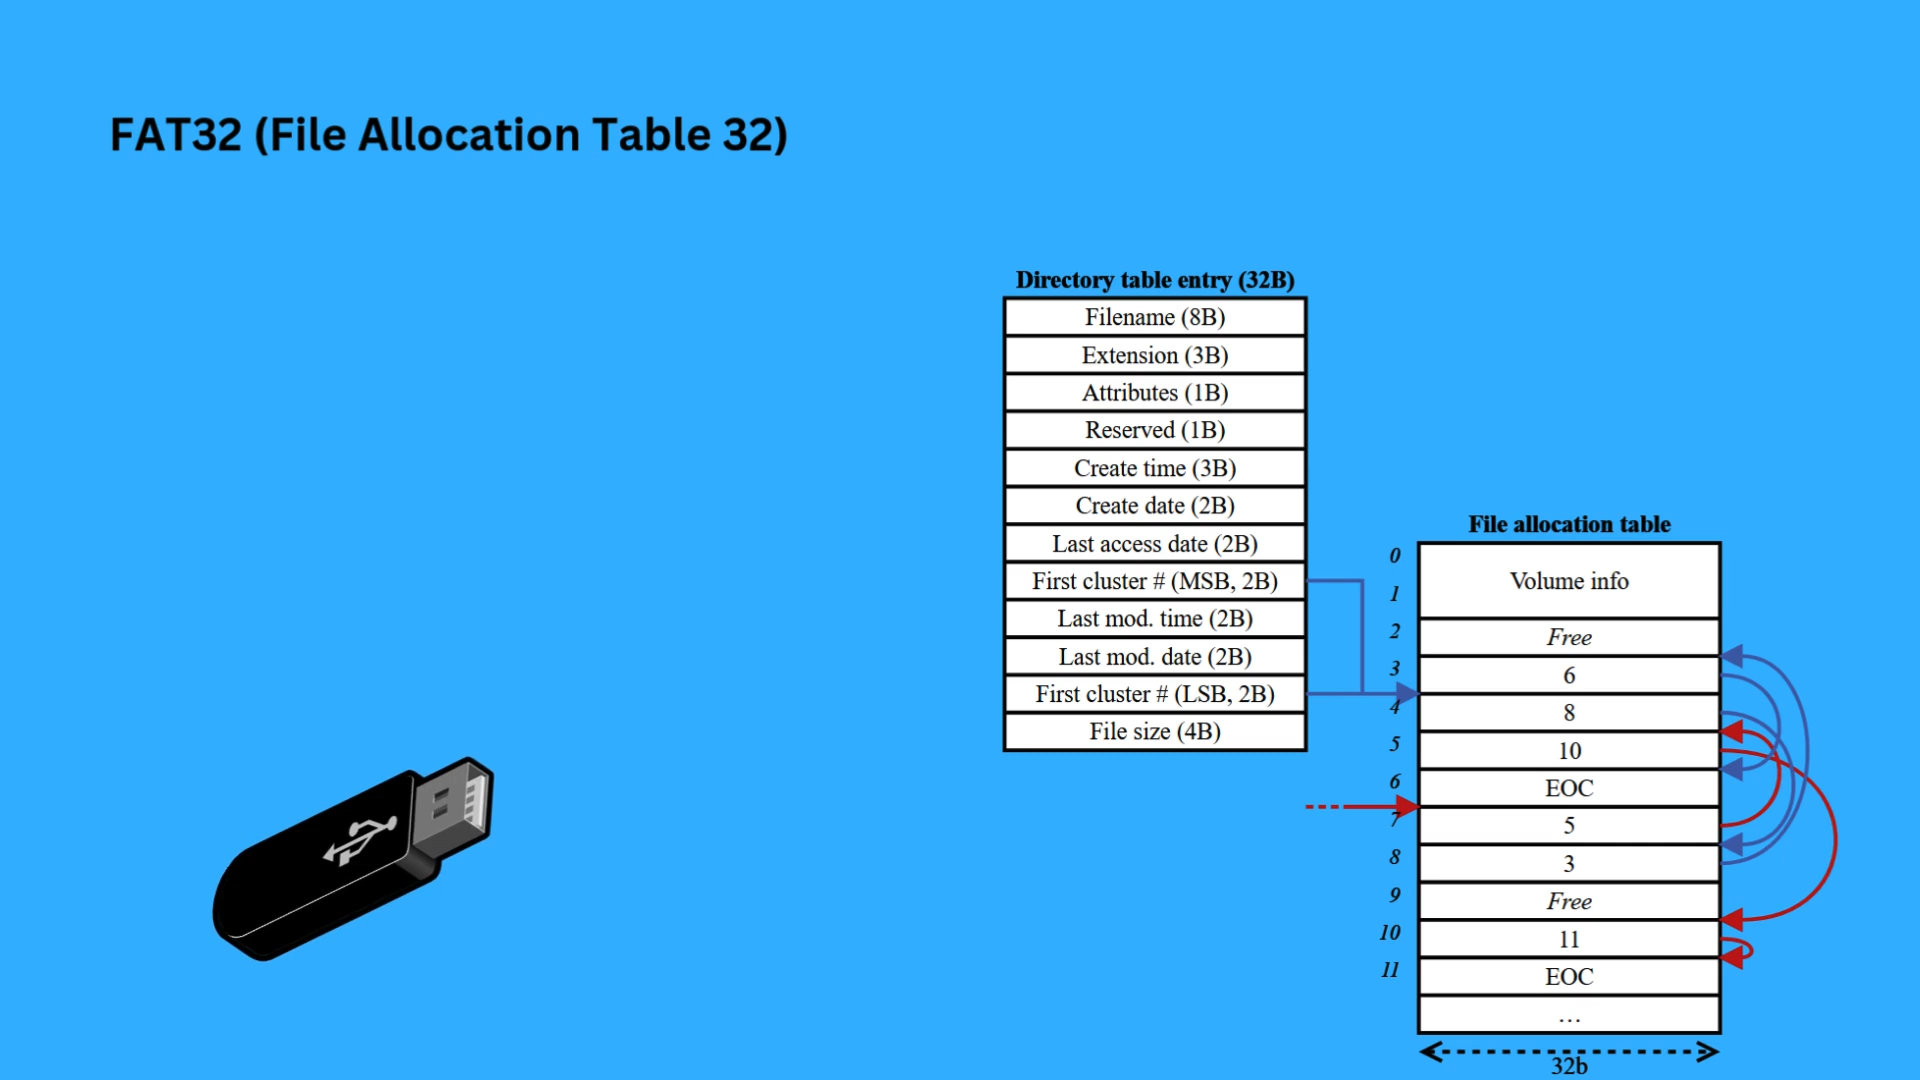 FAT32 (File Allocation Table 32)
Directory table entry (32B)
Filename (8B)
Extension (3B)
Attributes (1B)
Reserved (1B)
Create time (3B)
Create date (2B)
Last access date (2B)
First cluster # (MSB, 2B)
Last mod. time (2B)
Last mod. date (2B)
First cluster # (LSB, 2B)
File size (4B)
File allocation table
0
1
Volume info
2 Free
3 6
4 8
5 10
6 EOC
7 5
8 3
9 Free
10 11
11 EOC
...
32b